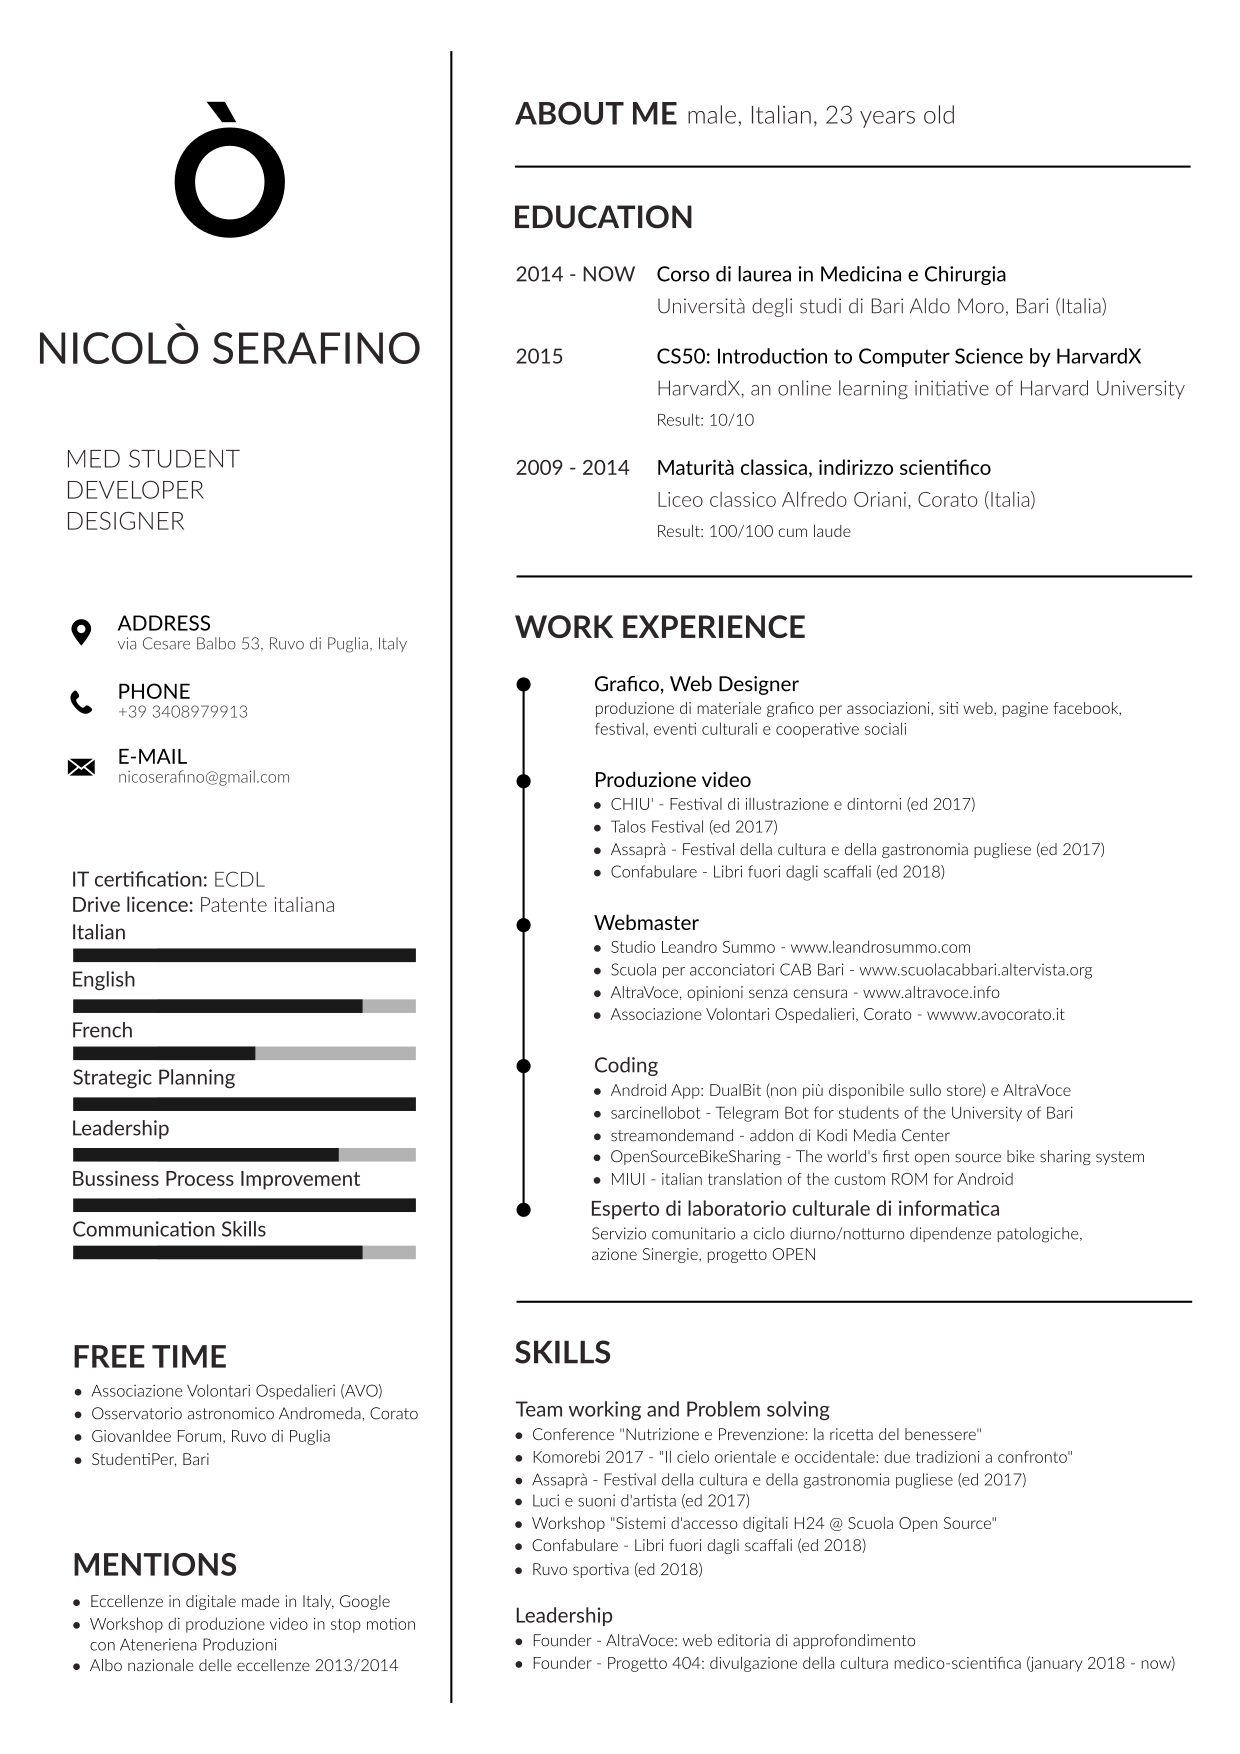 Ò
NICOLÒ SERAFINO
MED STUDENT
DEVELOPER
DESIGNER
ADDRESS
via Cesare Balbo 53, Ruvo di Puglia, Italy
PHONE
+39 3408979913
E-MAIL
nicoserafino@gmail.com
IT certification: ECDL
Drive licence: Patente italiana
Italian
English
French
Strategic Planning
Leadership
Bussiness Process Improvement
Communication Skills
FREE TIME
• Associazione Volontari Ospedalieri (AVO)
• Osservatorio astronomico Andromeda, Corato
• GiovanIdee Forum, Ruvo di Puglia
• StudentiPer, Bari
MENTIONS
• Eccellenze in digitale made in Italy, Google
• Workshop di produzione video in stop motion
con Ateneriena Produzioni
• Albo nazionale delle eccellenze 2013/2014
ABOUT ME male, Italian, 23 years old
EDUCATION
2014 - NOW Corso di laurea in Medicina e Chirurgia
Università degli studi di Bari Aldo Moro, Bari (Italia)
2015 CS50: Introduction to Computer Science by HarvardX
HarvardX, an online learning initiative of Harvard University
Result: 10/10
2009 - 2014 Maturità classica, indirizzo scientifico
Liceo classico Alfredo Oriani, Corato (Italia)
Result: 100/100 cum laude
WORK EXPERIENCE
Grafico, Web Designer
produzione di materiale grafico per associazioni, siti web, pagine facebook,
festival, eventi culturali e cooperative sociali
Produzione video
• CHIU' - Festival di illustrazione e dintorni (ed 2017)
• Talos Festival (ed 2017)
• Assaprà - Festival della cultura e della gastronomia pugliese (ed 2017)
• Confabulare - Libri fuori dagli scaffali (ed 2018)
Webmaster
• Studio Leandro Summo - www.leandrosummo.com
• Scuola per acconciatori CAB Bari - www.scuolacabbari.altervista.org
• AltraVoce, opinioni senza censura - www.altravoce.info
• Associazione Volontari Ospedalieri, Corato - wwww.avocorato.it
Coding
• Android App: DualBit (non più disponibile sullo store) e AltraVoce
• sarcinellobot - Telegram Bot for students of the University of Bari
• streamondemand - addon di Kodi Media Center
• OpenSourceBikeSharing - The world's first open source bike sharing system
• MIUI - italian translation of the custom ROM for Android
Esperto di laboratorio culturale di informatica
Servizio comunitario a ciclo diurno/notturno dipendenze patologiche,
azione Sinergie, progetto OPEN
SKILLS
Team working and Problem solving
• Conference "Nutrizione e Prevenzione: la ricetta del benessere"
• Komorebi 2017 - "Il cielo orientale e occidentale: due tradizioni a confronto"
• Assaprà - Festival della cultura e della gastronomia pugliese (ed 2017)
• Luci e suoni d'artista (ed 2017)
• Workshop "Sistemi d'accesso digitali H24 @ Scuola Open Source"
• Confabulare - Libri fuori dagli scaffali (ed 2018)
• Ruvo sportiva (ed 2018)
Leadership
• Founder - AltraVoce: web editoria di approfondimento
• Founder - Progetto 404: divulgazione della cultura medico-scientifica (january 2018 - now)